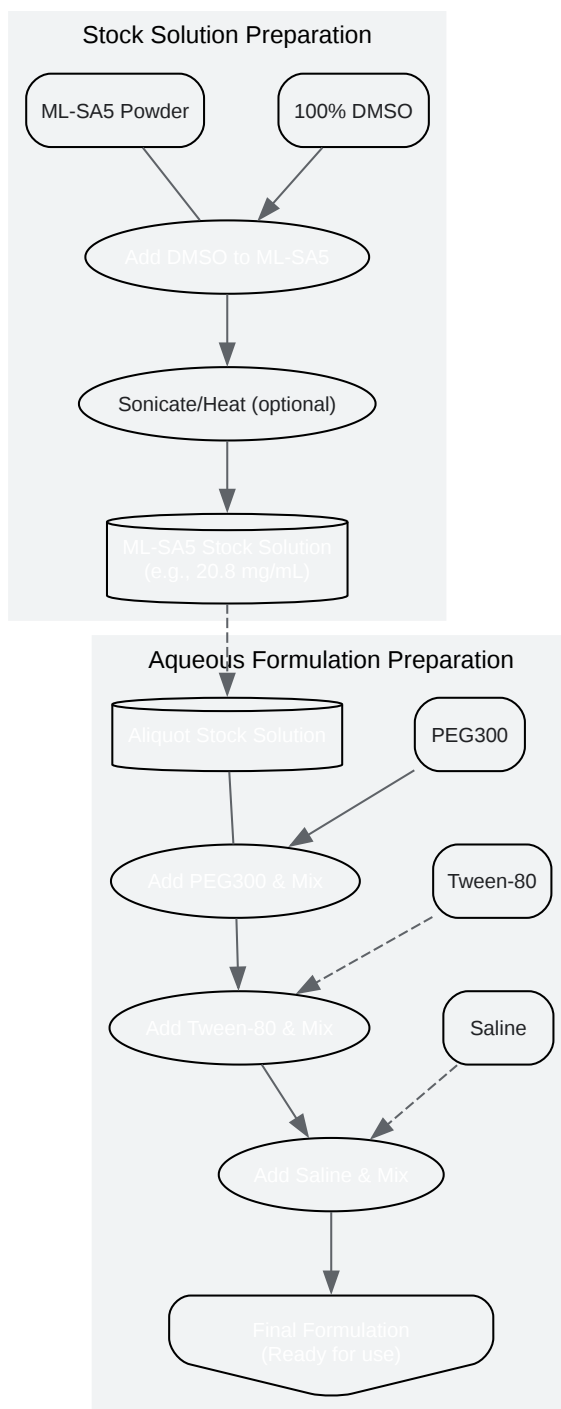 Stock Solution Preparation
ML-SA5 Powder
100% DMSO
Add DMSO to ML-SA5
Sonicate/Heat (optional)
ML-SA5 Stock Solution
(e.g., 20.8 mg/mL)
Aqueous Formulation Preparation
Aliquot Stock Solution
PEG300
Add PEG300 & Mix
Tween-80
Add Tween-80 & Mix
Saline
Add Saline & Mix
Final Formulation
(Ready for use)